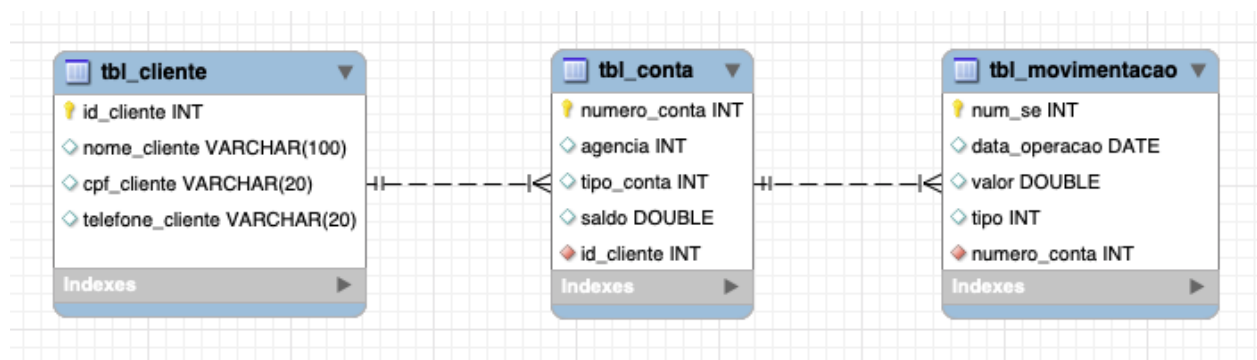 tbl_cliente
id_cliente INT
nome_cliente VARCHAR(100)
cpf_cliente VARCHAR(20)
telefone_cliente VARCHAR(20)
Indexes
tbl_conta
numero_conta INT
agencia INT
tipo_conta INT
saldo DOUBLE
id_cliente INT
Indexes
tbl_movimentacao
num_se INT
data_operacao DATE
valor DOUBLE
tipo INT
numero_conta INT
Indexes